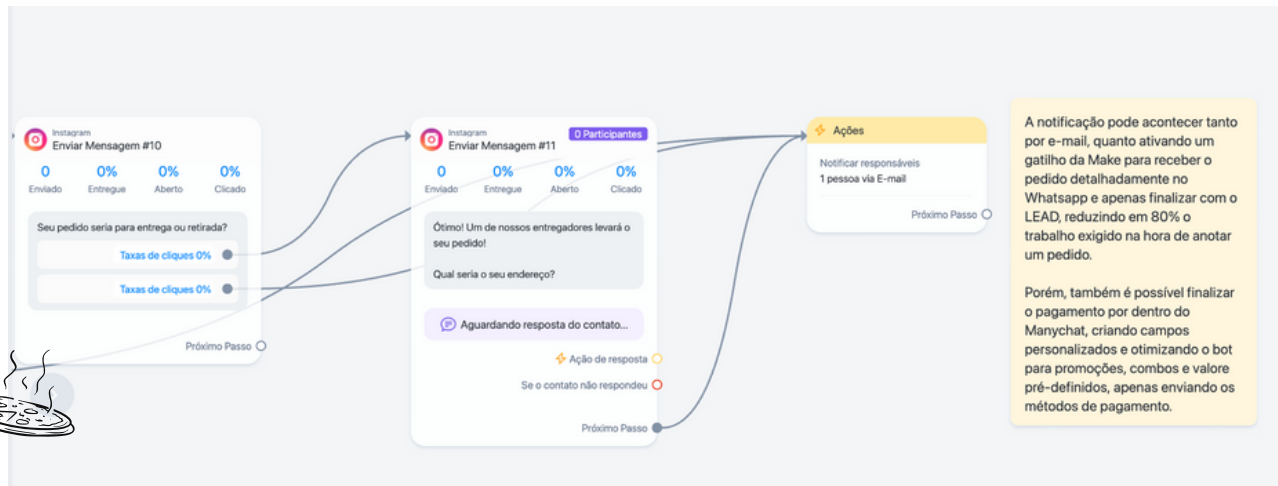 Instagram
Enviar Mensagem #10
0
0%
0%
0%
Enviado
Entregue
Aberto
Clicado
Seu pedido seria para entrega ou retirada?
Taxas de cliques 0%
Taxas de cliques 0%
Próximo Passo
Instagram
0 Participantes
Enviar Mensagem #11
0
0%
0%
0%
Enviado
Entregue
Aberto
Clicado
Ótimo! Um de nossos entregadores levará o
seu pedido!
Qual seria o seu endereço?
Aguardando resposta do contato...
Ação de resposta
Se o contato não respondeu
Próximo Passo
Ações
Notificar responsáveis
1 pessoa via E-mail
Próximo Passo
A notificação pode acontecer tanto
por e-mail, quanto ativando um
gatilho da Make para receber o
pedido detalhadamente no
Whatsapp e apenas finalizar com o
LEAD, reduzindo em 80% o
trabalho exigido na hora de anotar
um pedido.
Porém, também é possível finalizar
o pagamento por dentro do
Manychat, criando campos
personalizados e otimizando o bot
para promoções, combos e valore
pré-definidos, apenas enviando os
métodos de pagamento.